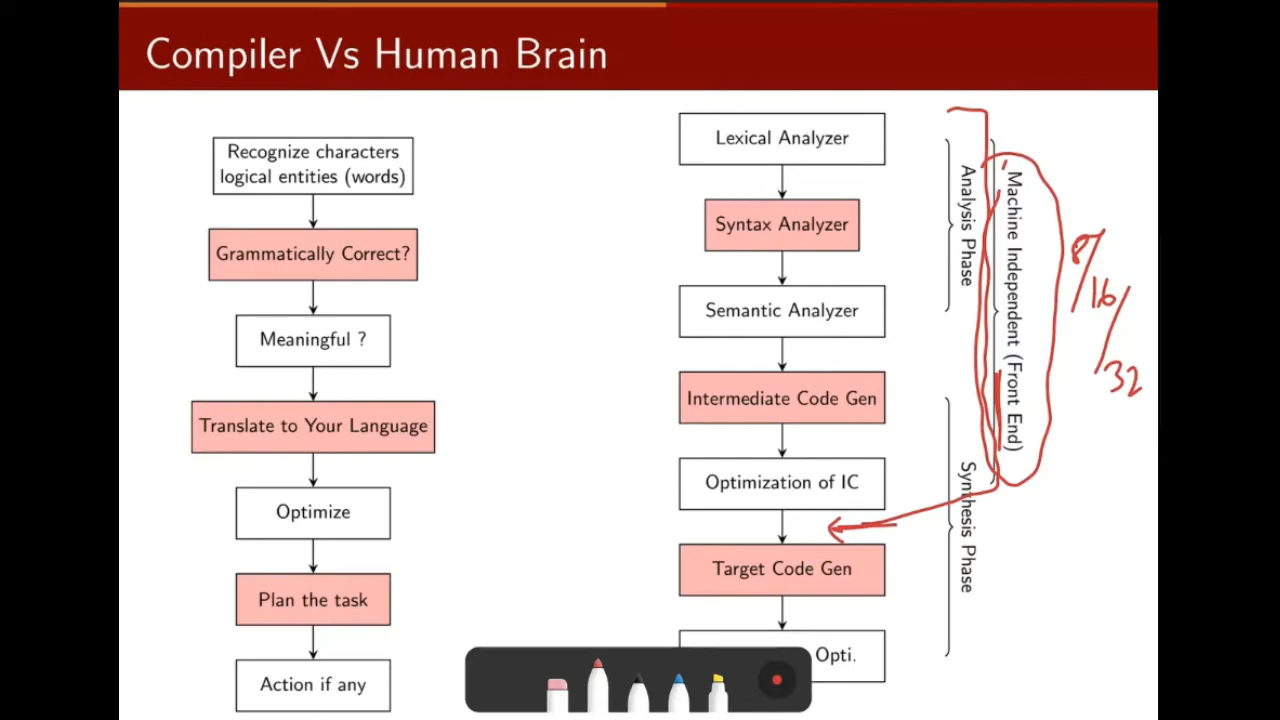 Compiler Vs Human Brain
Recognize characters
logical entities (words)
Grammatically Correct?
Meaningful ?
Translate to Your Language
Optimize
Plan the task
Action if any
Lexical Analyzer
Syntax Analyzer
Semantic Analyzer
Intermediate Code Gen
Optimization of IC
Target Code Gen
Opti.
Analysis Phase
Synthesis Phase
Machine Independent (Front End)
8/
16/
32